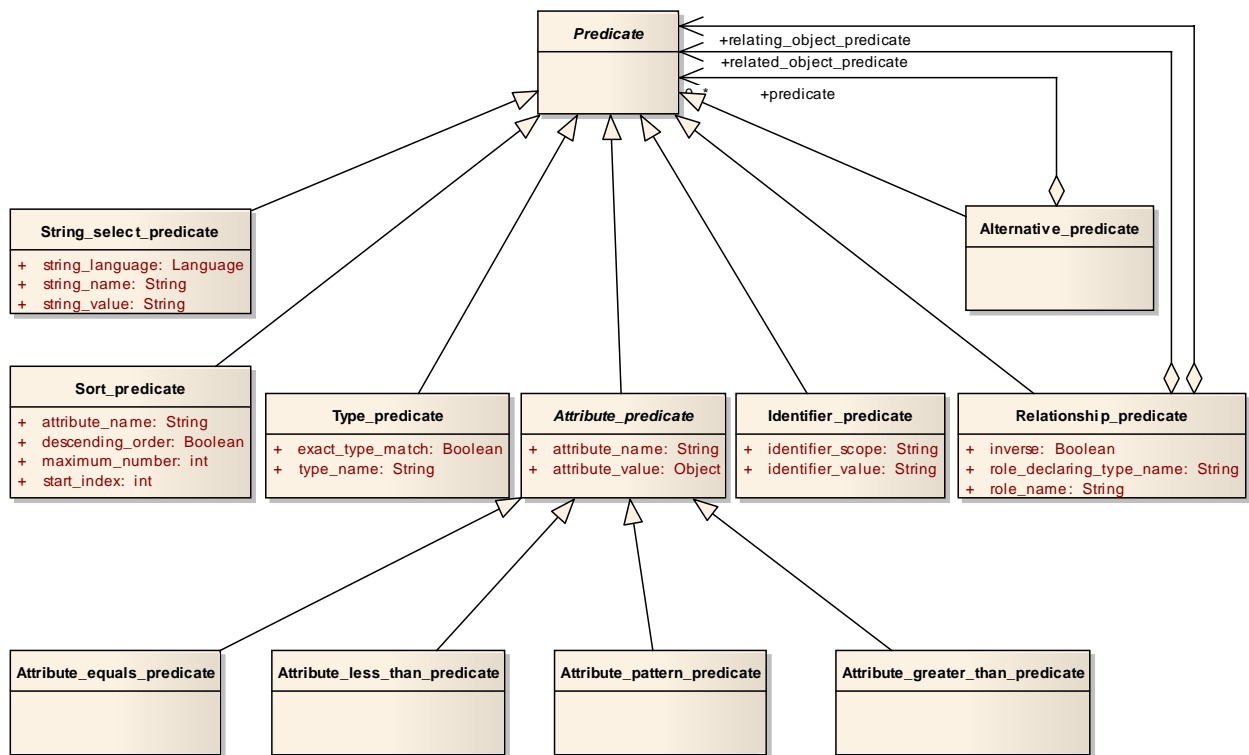 Predicate
+relating_object_predicate
+related_object_predicate
0..*
+predicate
String_select_predicate
+ string_language: Language
+ string_name: String
+ string_value: String
Alternative_predicate
Sort_predicate
+ attribute_name: String
+ descending_order: Boolean
+ maximum_number: int
+ start_index: int
Type_predicate
+ exact_type_match: Boolean
+ type_name: String
Attribute_predicate
+ attribute_name: String
+ attribute_value: Object
Identifier_predicate
+ identifier_scope: String
+ identifier_value: String
Relationship_predicate
+ inverse: Boolean
+ role_declaring_type_name: String
+ role_name: String
Attribute_equals_predicate
Attribute_less_than_predicate
Attribute_pattern_predicate
Attribute_greater_than_predicate